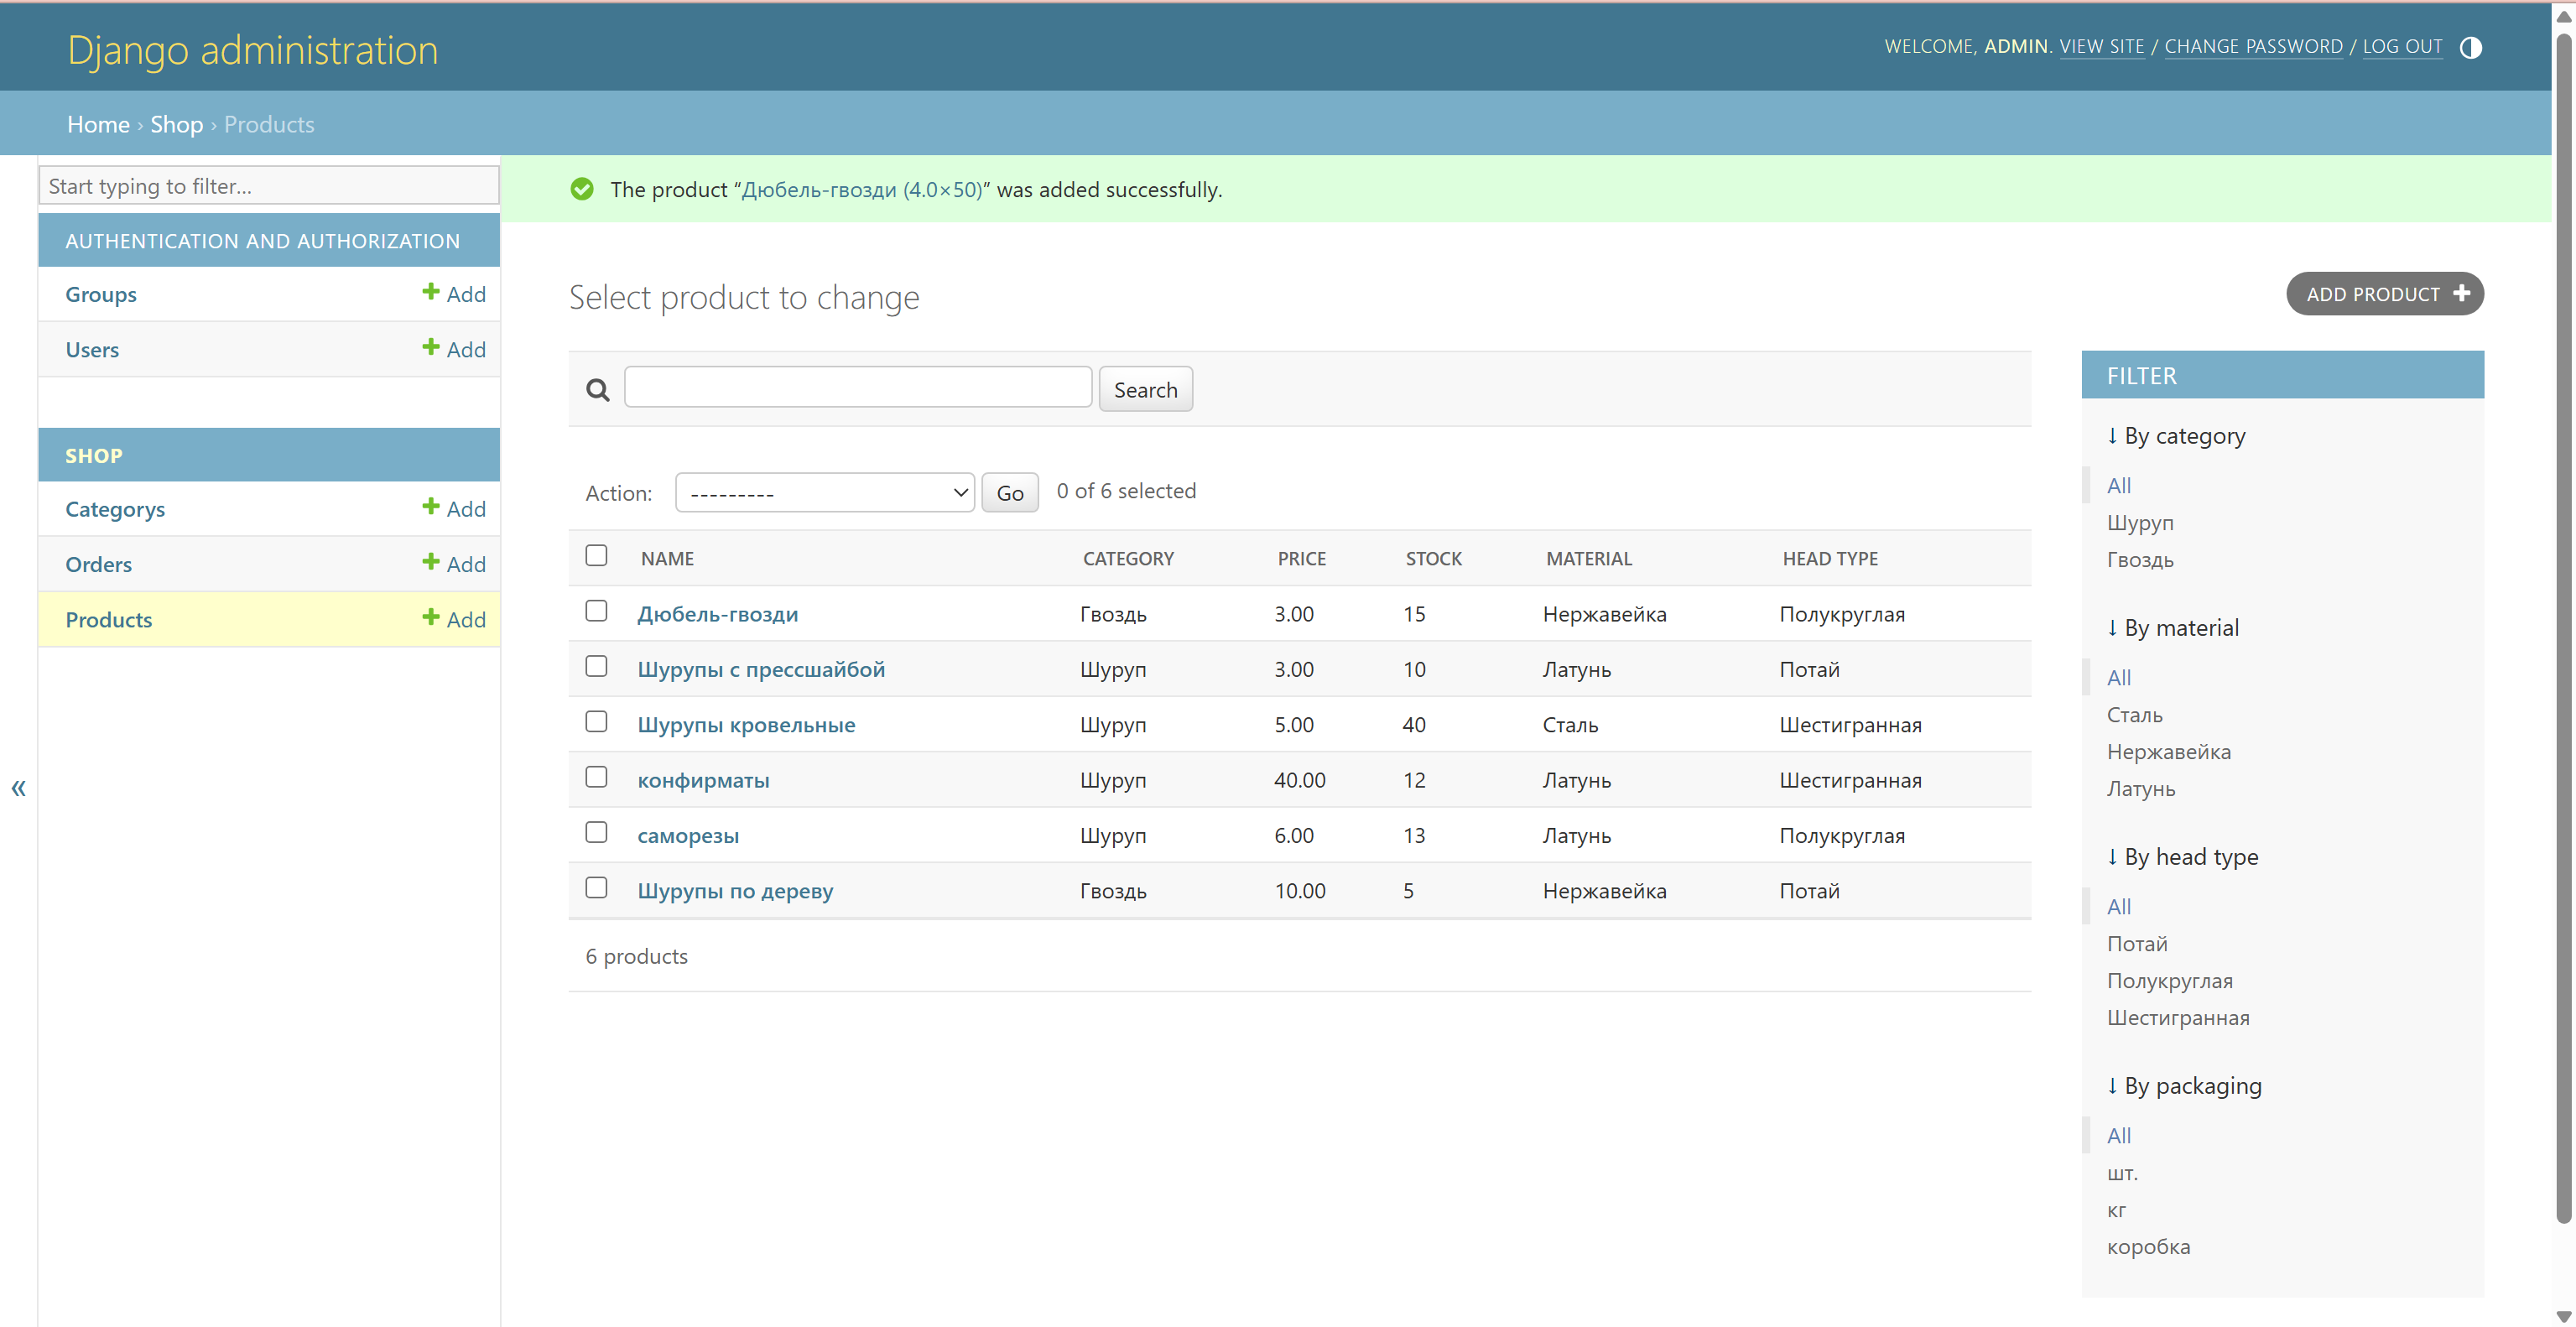 Django administration
WELCOME, ADMIN. VIEW SITE / CHANGE PASSWORD / LOG OUT
Home › Shop › Products
Start typing to filter...
AUTHENTICATION AND AUTHORIZATION
Groups + Add
Users + Add
SHOP
Categorys + Add
Orders + Add
Products + Add
«
The product “Дюбель-гвозди (4.0×50)” was added successfully.
Select product to change
ADD PRODUCT +
Search
Action: --------- Go 0 of 6 selected
NAME CATEGORY PRICE STOCK MATERIAL HEAD TYPE
Дюбель-гвозди Гвоздь 3.00 15 Нержавейка Полукруглая
Шурупы с прессшайбой Шуруп 3.00 10 Латунь Потай
Шурупы кровельные Шуруп 5.00 40 Сталь Шестигранная
конфирматы Шуруп 40.00 12 Латунь Шестигранная
саморезы Шуруп 6.00 13 Латунь Полукруглая
Шурупы по дереву Гвоздь 10.00 5 Нержавейка Потай
6 products
FILTER
↓ By category
All
Шуруп
Гвоздь
↓ By material
All
Сталь
Нержавейка
Латунь
↓ By head type
All
Потай
Полукруглая
Шестигранная
↓ By packaging
All
шт.
кг
коробка